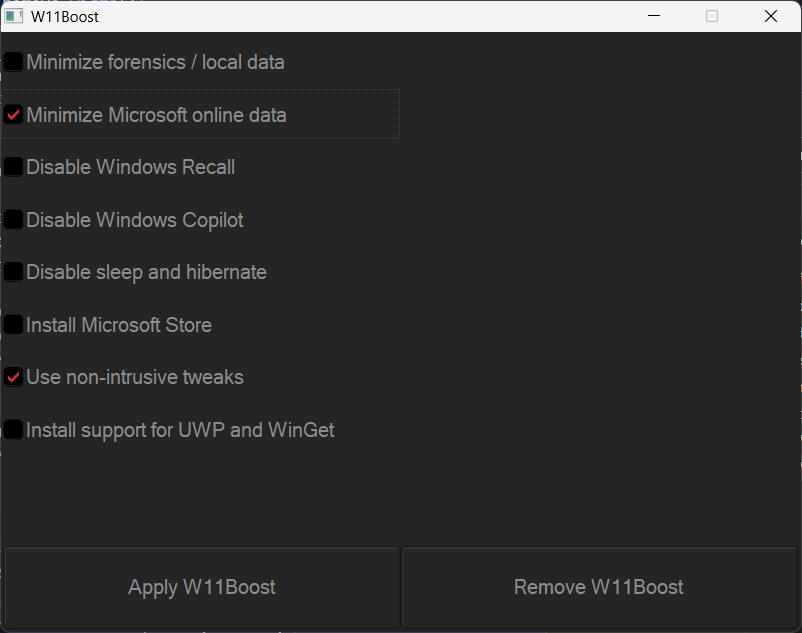 W11Boost
Minimize forensics / local data
Minimize Microsoft online data
Disable Windows Recall
Disable Windows Copilot
Disable sleep and hibernate
Install Microsoft Store
Use non-intrusive tweaks
Install support for UWP and WinGet
Apply W11Boost
Remove W11Boost